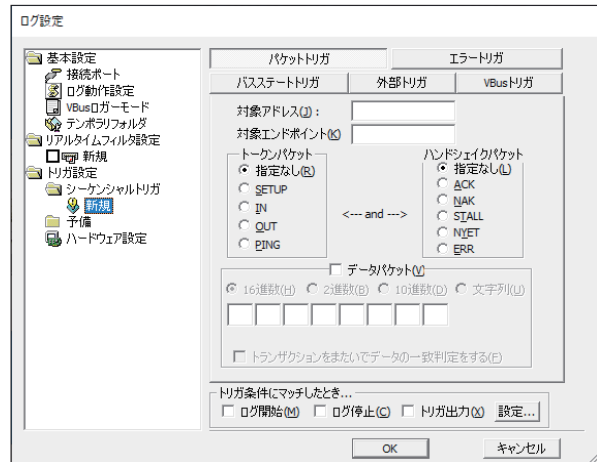 ログ設定
基本設定
接続ポート
ログ動作設定
VBusロガーモード
テンポラリフォルダ
リアルタイムフィルタ設定
新規
トリガ設定
シーケンシャルトリガ
新規
予備
ハードウェア設定
パケットトリガ
エラートリガ
バスステートトリガ
外部トリガ
VBusトリガ
対象アドレス(J):
対象エンドポイント(K)
トークンパケット
指定なし(R)
SETUP
IN
OUT
PING
<--- and --->
ハンドシェイクパケット
指定なし(L)
ACK
NAK
STALL
NYET
ERR
データパケット(V)
16進数(H) 2進数(B) 10進数(D) 文字列(U)
トランザクションをまたいでデータの一致判定をする(F)
トリガ条件にマッチしたとき...
ログ開始(M) ログ停止(C) トリガ出力(X) 設定...
OK キャンセル